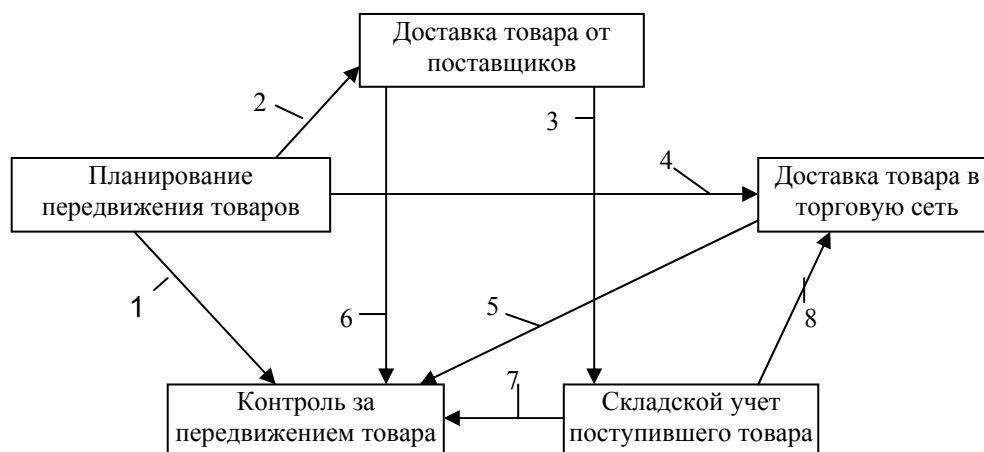 Доставка товара от
поставщиков
2
3
Планирование
передвижения товаров
4
Доставка товара в
торговую сеть
1
6
5
8
Контроль за
передвижением товара
7
Складской учет
поступившего товара